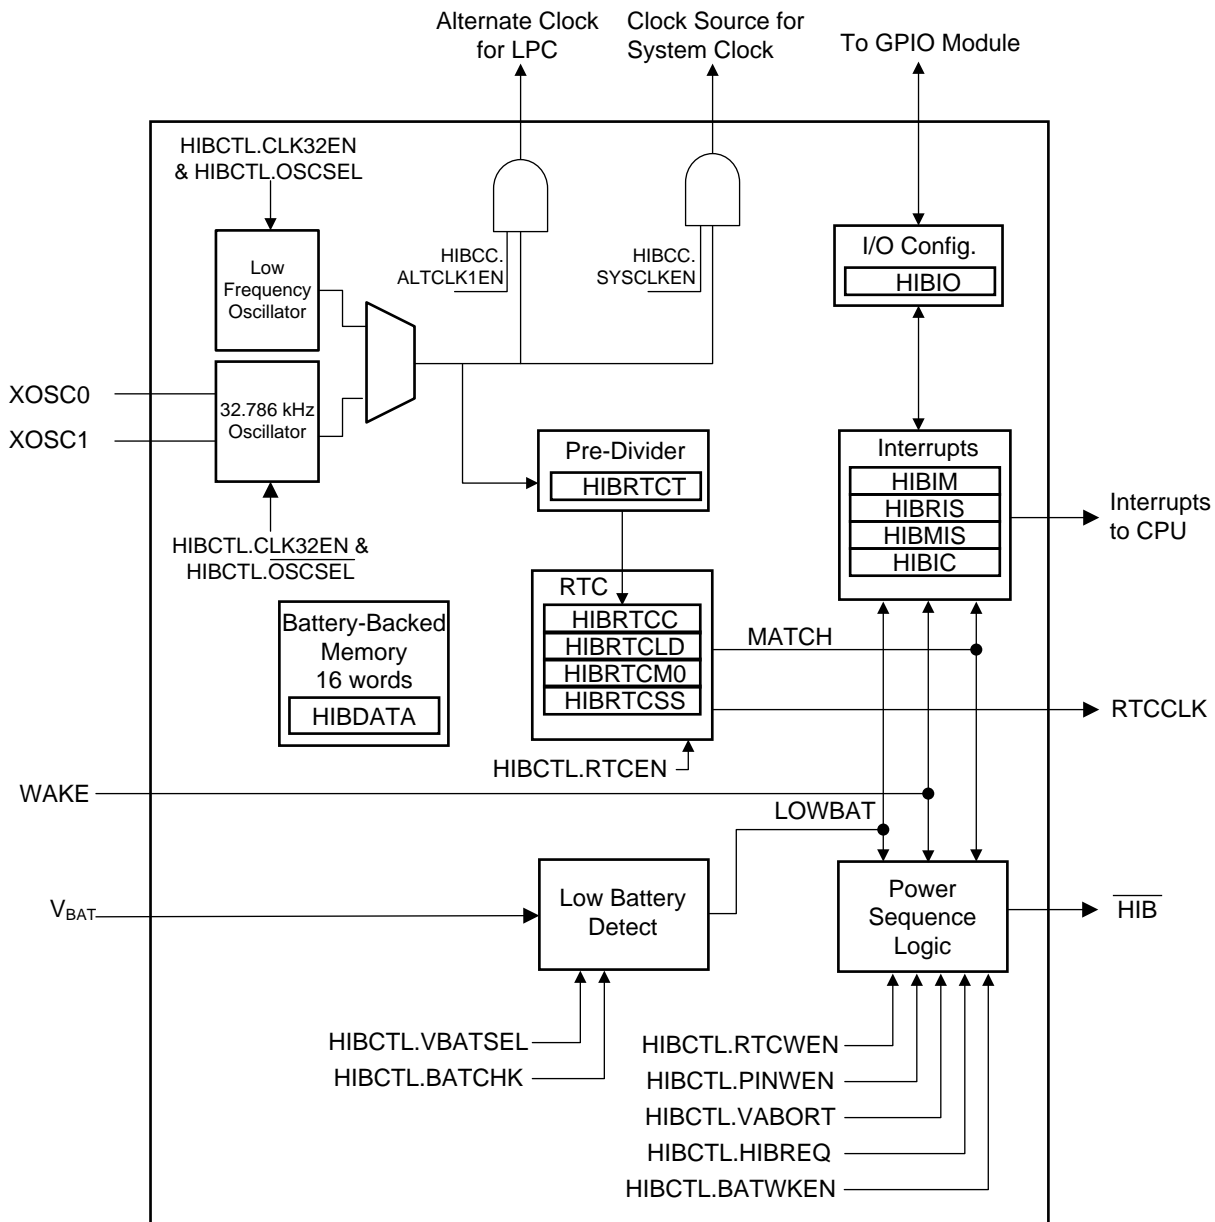 Alternate Clock
for LPC
Clock Source for
System Clock
To GPIO Module
HIBCTL.CLK32EN
& HIBCTL.OSCSEL
Low
Frequency
Oscillator
HIBCC.
ALTCLK1EN
HIBCC.
SYSCLKEN
I/O Config.
HIBIO
XOSC0
XOSC1
32.786 kHz
Oscillator
Pre-Divider
HIBRTCT
Interrupts
HIBIM
HIBRIS
HIBMIS
HIBIC
Interrupts
to CPU
HIBCTL.CLK32EN &
HIBCTL.OSCSEL
RTC
HIBRTCC
HIBRTCLD
HIBRTCM0
HIBRTCSS
MATCH
Battery-Backed
Memory
16 words
HIBDATA
RTCCLK
HIBCTL.RTCEN
WAKE
LOWBAT
VBAT
Low Battery
Detect
Power
Sequence
Logic
HIB
HIBCTL.VBATSEL
HIBCTL.BATCHK
HIBCTL.RTCWEN
HIBCTL.PINWEN
HIBCTL.VABORT
HIBCTL.HIBREQ
HIBCTL.BATWKEN